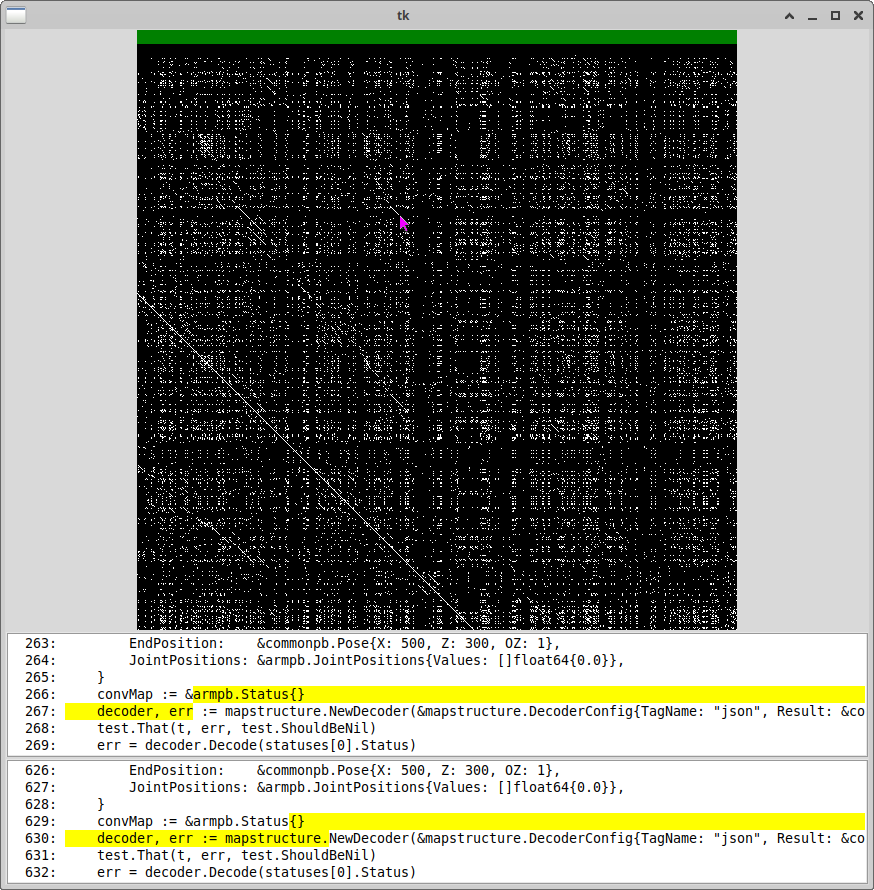 tk
263:         EndPosition:    &commonpb.Pose{X: 500, Z: 300, OZ: 1},
264:         JointPositions: &armpb.JointPositions{Values: []float64{0.0}},
265:     }
266:     convMap := &armpb.Status{}
267:     decoder, err := mapstructure.NewDecoder(&mapstructure.DecoderConfig{TagName: "json", Result: &co
268:     test.That(t, err, test.ShouldBeNil)
269:     err = decoder.Decode(statuses[0].Status)
626:         EndPosition:    &commonpb.Pose{X: 500, Z: 300, OZ: 1},
627:         JointPositions: &armpb.JointPositions{Values: []float64{0.0}},
628:     }
629:     convMap := &armpb.Status{}
630:     decoder, err := mapstructure.NewDecoder(&mapstructure.DecoderConfig{TagName: "json", Result: &co
631:     test.That(t, err, test.ShouldBeNil)
632:     err = decoder.Decode(statuses[0].Status)